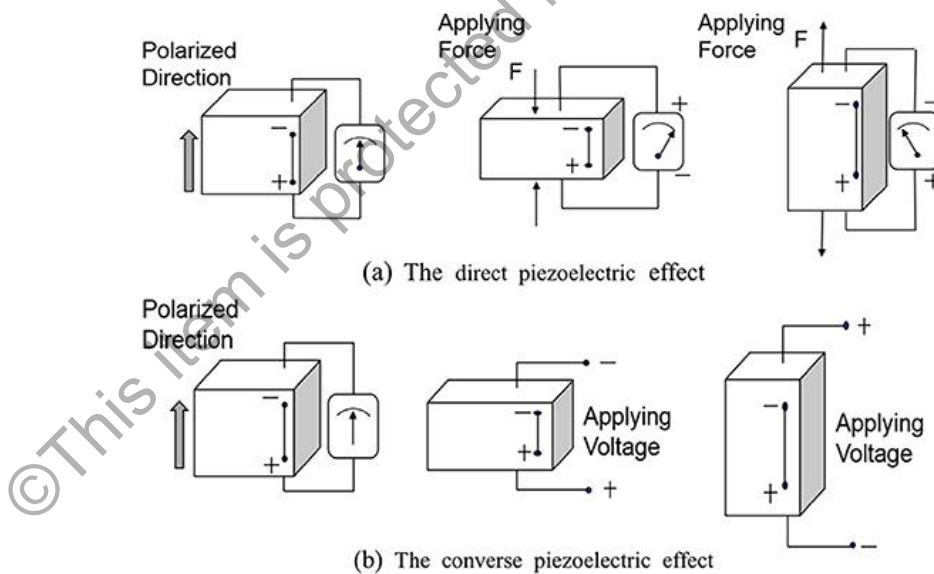 Polarized
Direction
−
+
Applying
Force
F
−
+
+
−
Applying
Force
F
−
+
−
+
(a) The direct piezoelectric effect
Polarized
Direction
−
+
−
+
Applying
Voltage
−
+
−
+
Applying
Voltage
+
−
(b) The converse piezoelectric effect
©This item is protected